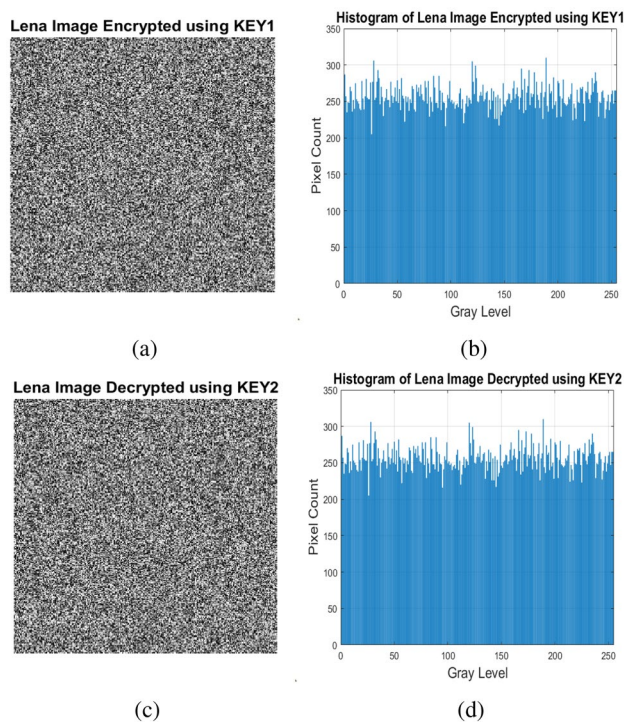 Lena Image Encrypted using KEY1
Histogram of Lena Image Encrypted using KEY1
350
300
250
200
150
100
50
0
Pixel Count
0 50 100 150 200 250
Gray Level
(a)
(b)
Lena Image Decrypted using KEY2
Histogram of Lena Image Decrypted using KEY2
350
300
250
200
150
100
50
0
Pixel Count
0 50 100 150 200 250
Gray Level
(c)
(d)